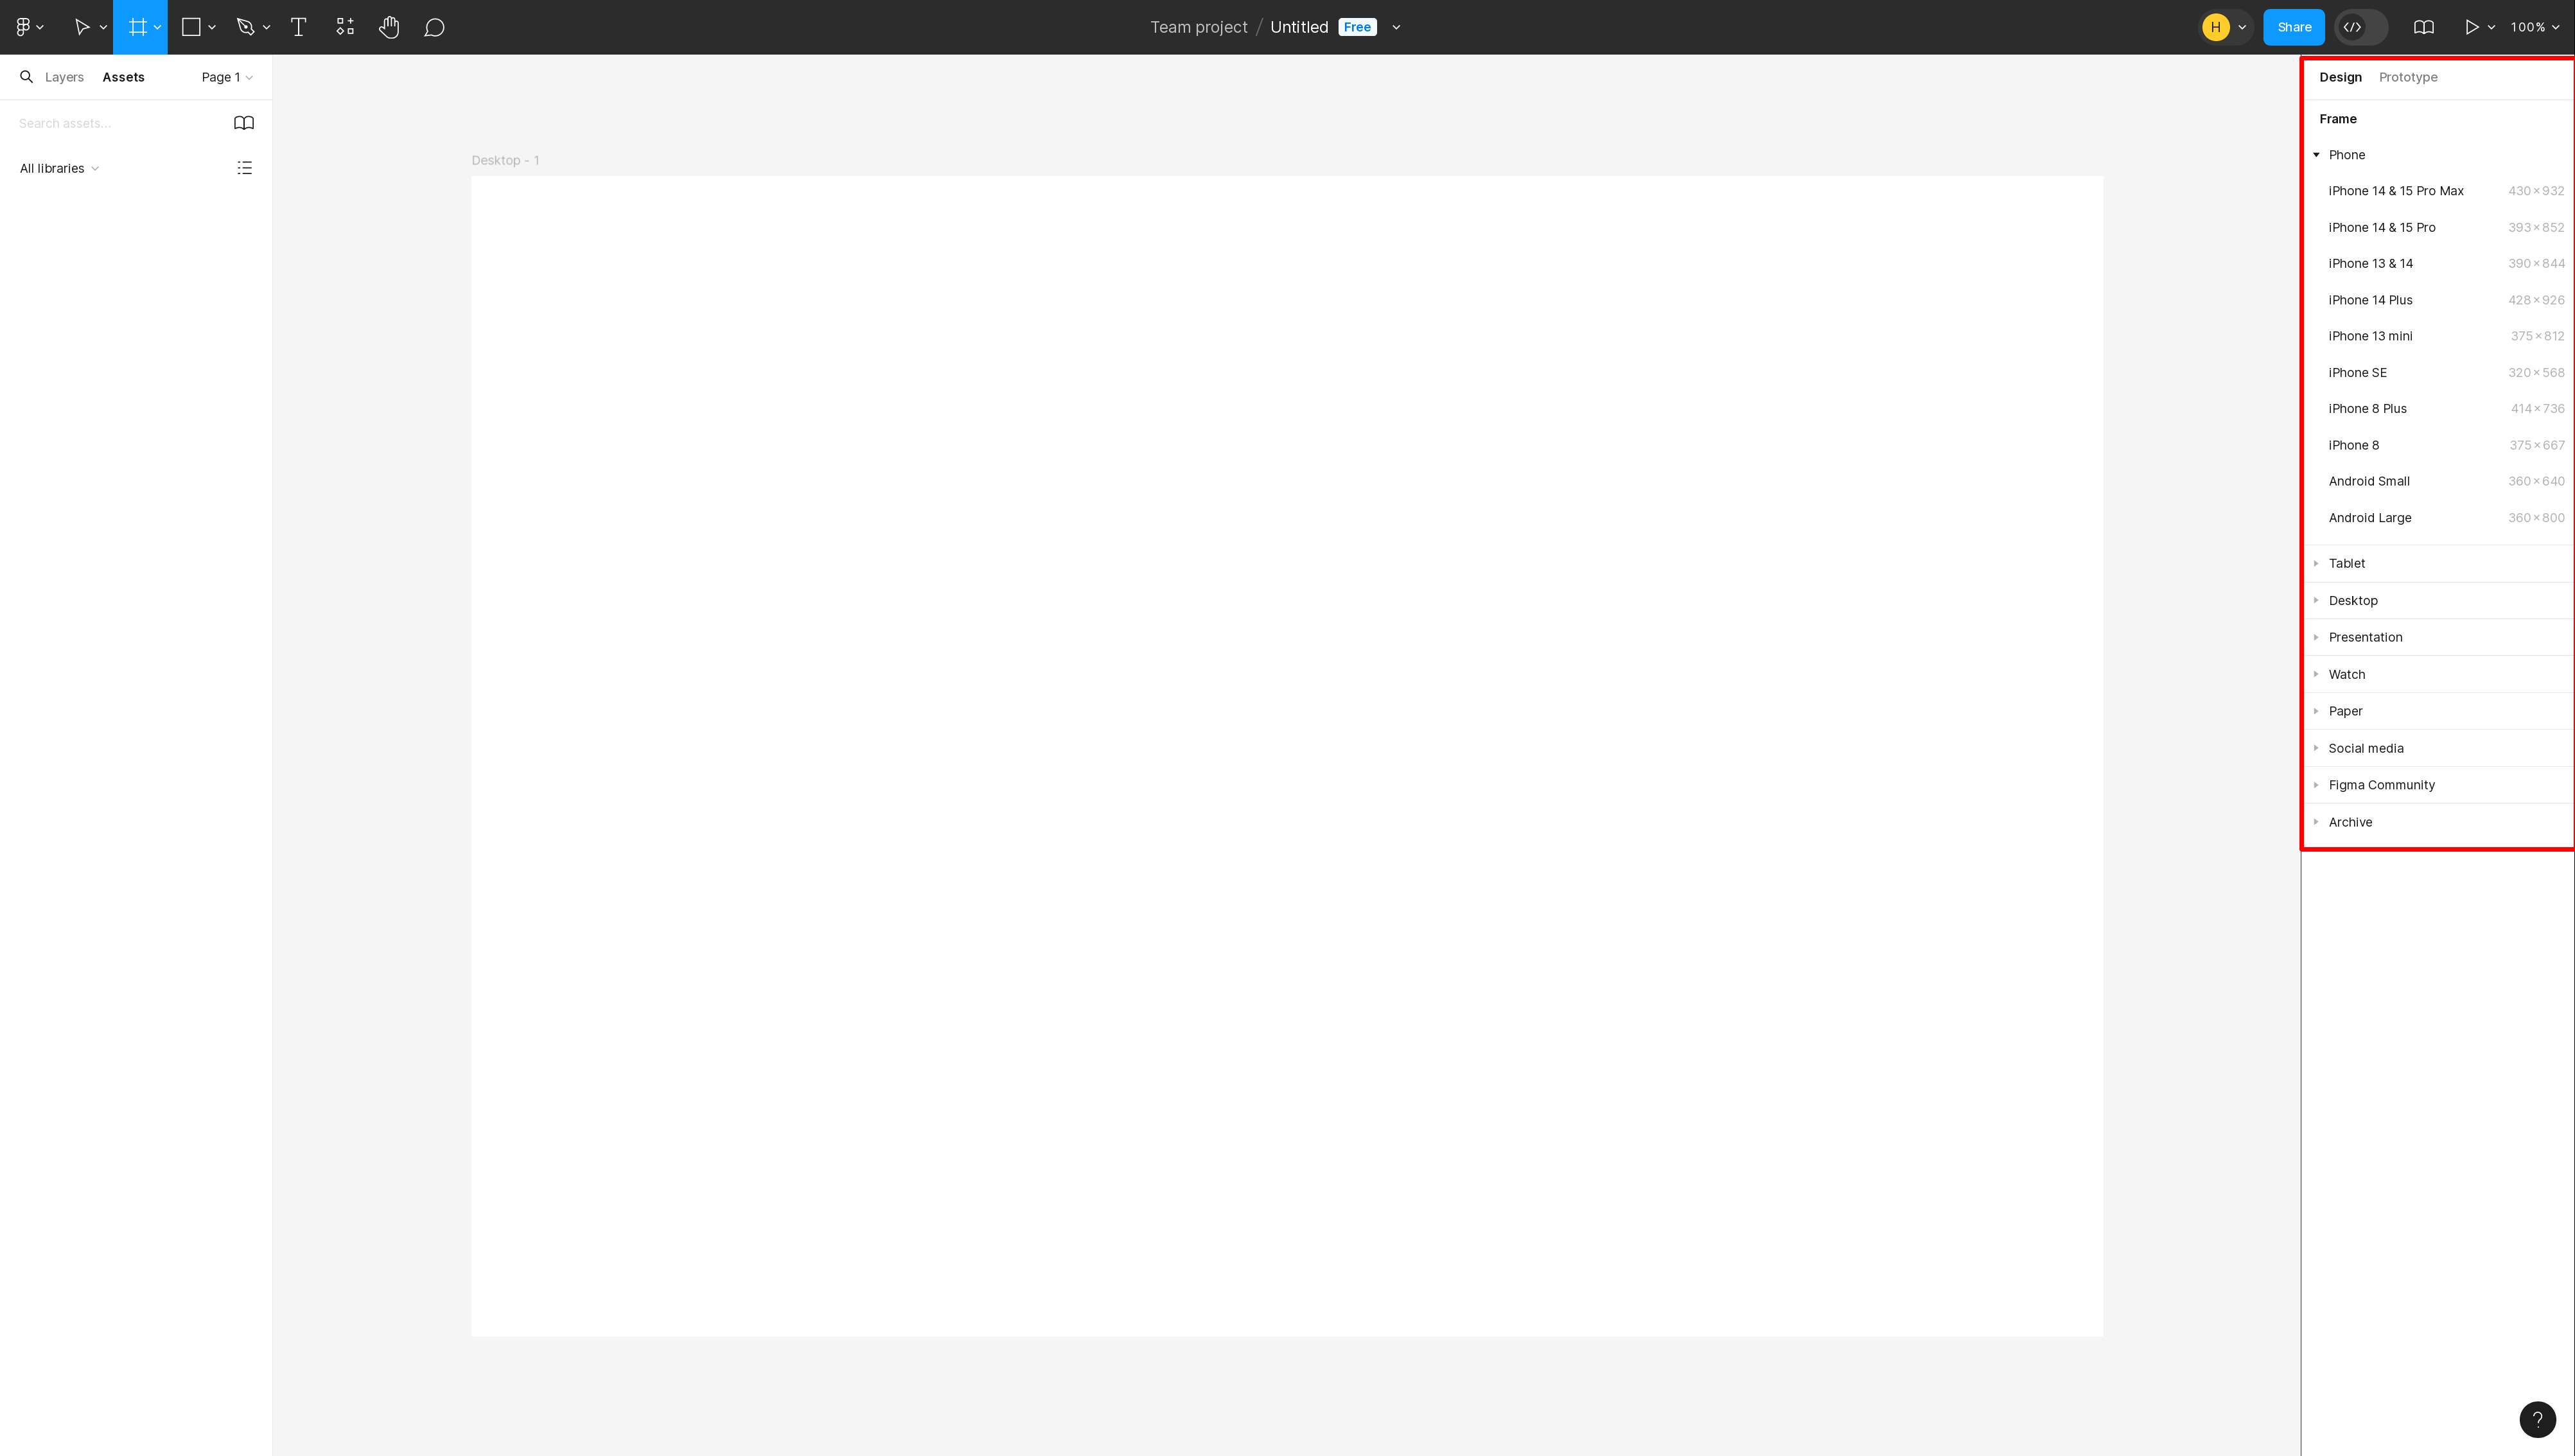 Team project / Untitled Free
H Share 100%
Layers Assets Page 1
Search assets...
All libraries
Desktop - 1
Design Prototype
Frame
Phone
iPhone 14 & 15 Pro Max 430×932
iPhone 14 & 15 Pro 393×852
iPhone 13 & 14 390×844
iPhone 14 Plus 428×926
iPhone 13 mini 375×812
iPhone SE 320×568
iPhone 8 Plus 414×736
iPhone 8 375×667
Android Small 360×640
Android Large 360×800
Tablet
Desktop
Presentation
Watch
Paper
Social media
Figma Community
Archive
?